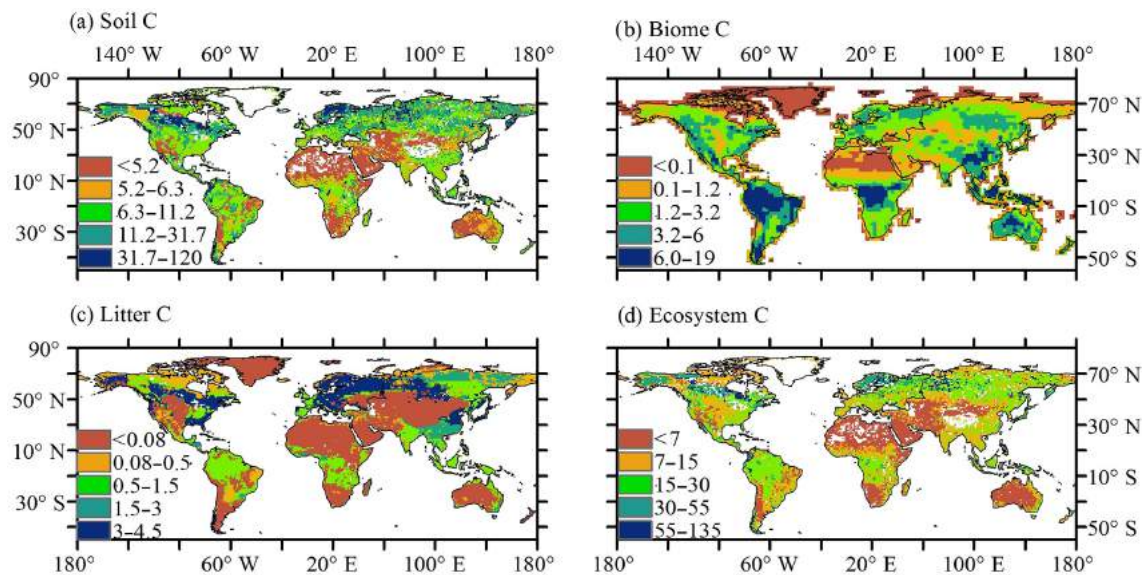 (a) Soil C
140° W 60° W 20° E 100° E 180°
90°
50° N
10° N
30° S
<5.2
5.2–6.3
6.3–11.2
11.2–31.7
31.7–120
(b) Biome C
140° W 60° W 20° E 100° E 180°
70° N
30° N
10° S
50° S
<0.1
0.1–1.2
1.2–3.2
3.2–6
6.0–19
(c) Litter C
90°
50° N
10° N
30° S
<0.08
0.08–0.5
0.5–1.5
1.5–3
3–4.5
180° 140° W 60° W 20° E 100° E 180°
(d) Ecosystem C
70° N
30° N
10° S
50° S
<7
7–15
15–30
30–55
55–135
140° W 60° W 20° E 100° E 180°